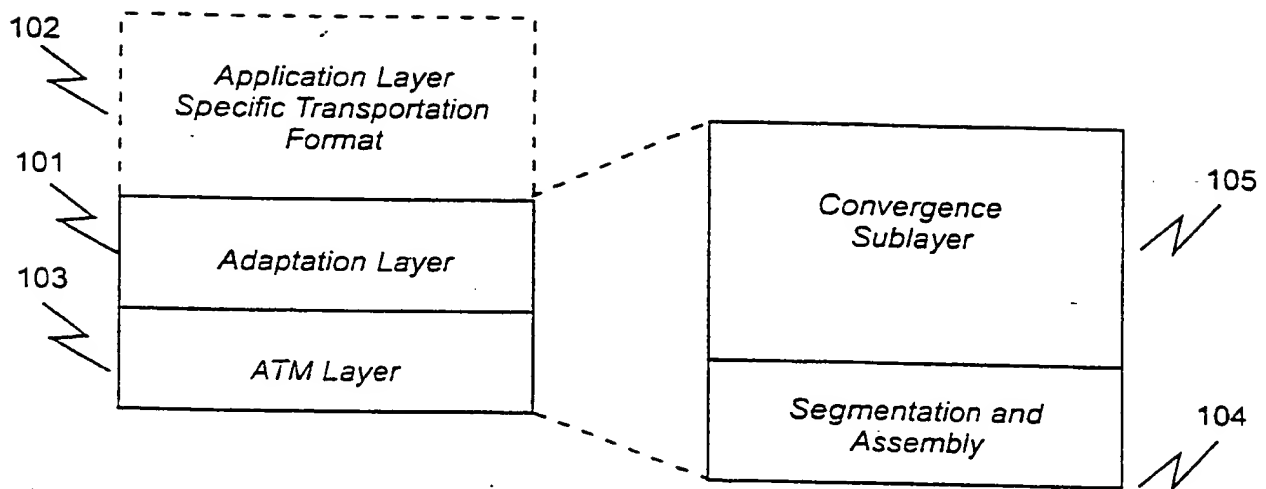 102
Application Layer
Specific Transportation
Format
101
Adaptation Layer
103
ATM Layer
Convergence
Sublayer
105
Segmentation and
Assembly
104